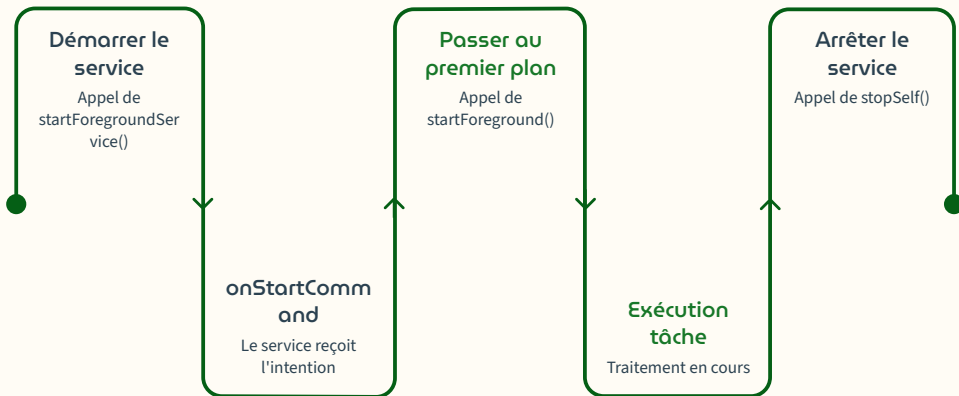 Démarrer le
service
Appel de
startForegroundSer
vice()
onStartComm
and
Le service reçoit
l'intention
Passer au
premier plan
Appel de
startForeground()
Exécution
tâche
Traitement en cours
Arrêter le
service
Appel de stopSelf()